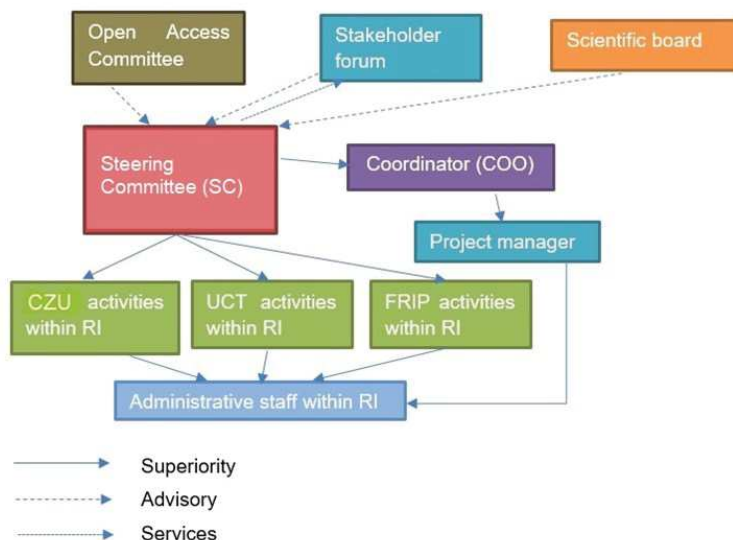 Open Access
Committee
Stakeholder
forum
Scientific board
Steering
Committee (SC)
Coordinator (COO)
Project manager
CZU activities
within RI
UCT activities
within RI
FRIP activities
within RI
Administrative staff within RI
Superiority
Advisory
Services